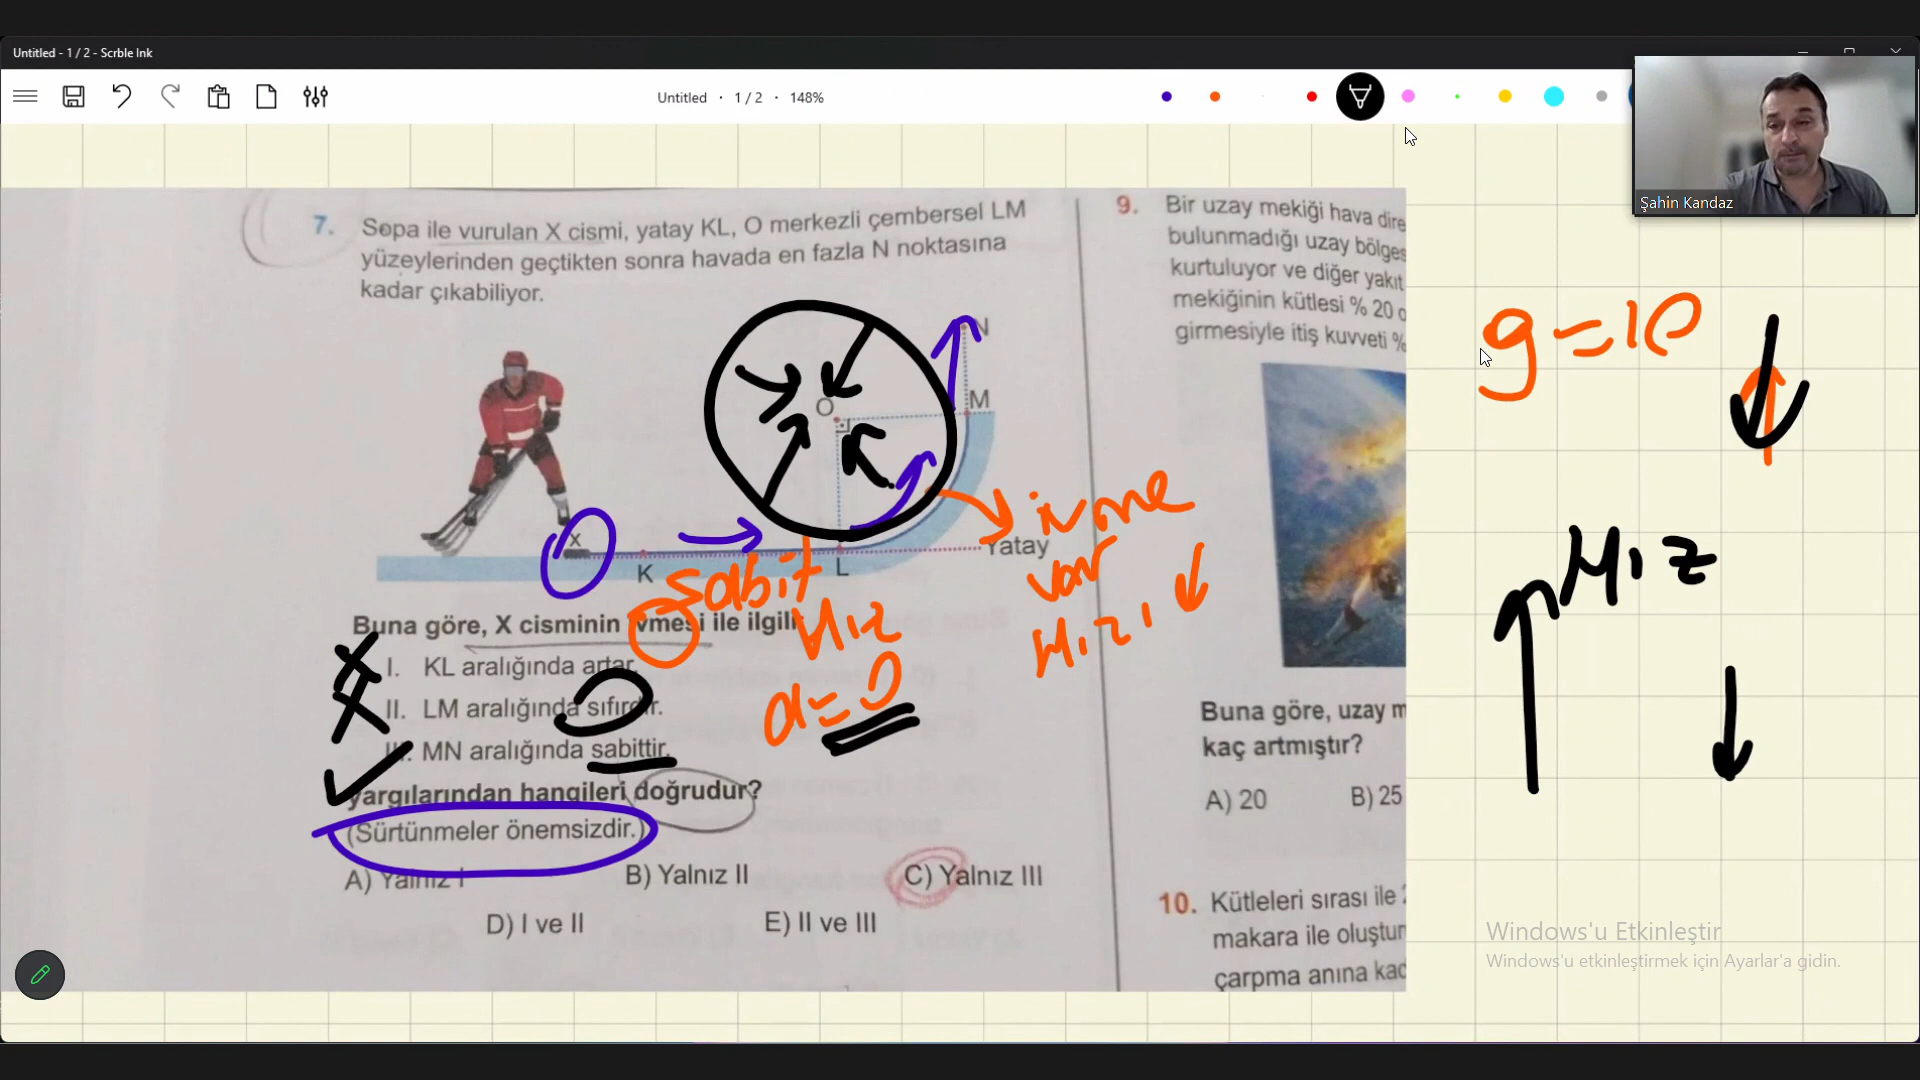 Untitled - 1 / 2 - Scrble Ink
Untitled · 1 / 2 · 148%
Şahin Kandaz
7. Sopa ile vurulan X cismi, yatay KL, O merkezli çembersel LM
yüzeylerinden geçtikten sonra havada en fazla N noktasına
kadar çıkabiliyor.
N
O
M
X
K
L
Yatay
sabit
Hız
a=0
ivme
var
Hızı
Buna göre, X cisminin ivmesi ile ilgili
I. KL aralığında artar.
II. LM aralığında sıfırdır.
III. MN aralığında sabittir.
yargılarından hangileri doğrudur?
(Sürtünmeler önemsizdir.)
A) Yalnız I B) Yalnız II C) Yalnız III
D) I ve II E) II ve III
9. Bir uzay mekiği hava dire
bulunmadığı uzay bölges
kurtuluyor ve diğer yakıt
mekiğinin kütlesi % 20
girmesiyle itiş kuvveti %
Buna göre, uzay m
kaç artmıştır?
A) 20 B) 25
10. Kütleleri sırası ile
makara ile oluştur
çarpma anına kad
g=10
Hız
Windows'u Etkinleştir
Windows'u etkinleştirmek için Ayarlar'a gidin.